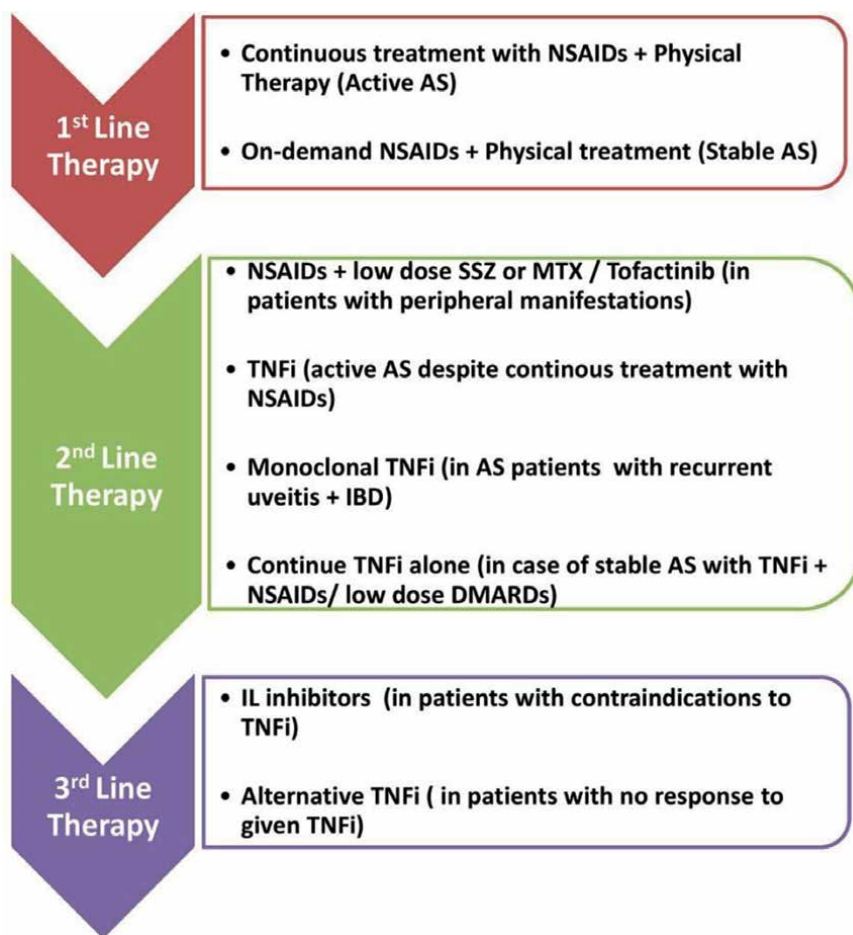 1st Line
Therapy
• Continuous treatment with NSAIDs + Physical
Therapy (Active AS)
• On-demand NSAIDs + Physical treatment (Stable AS)
2nd Line
Therapy
• NSAIDs + low dose SSZ or MTX / Tofactinib (in
patients with peripheral manifestations)
• TNFi (active AS despite continous treatment with
NSAIDs)
• Monoclonal TNFi (in AS patients with recurrent
uveitis + IBD)
• Continue TNFi alone (in case of stable AS with TNFi +
NSAIDs/ low dose DMARDs)
3rd Line
Therapy
• IL inhibitors (in patients with contraindications to
TNFi)
• Alternative TNFi ( in patients with no response to
given TNFi)